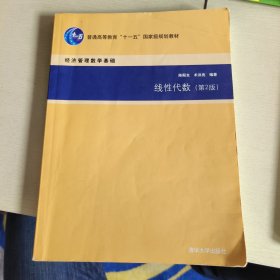 普通高等教育“十一五”国家级规划教材
经济管理数学基础
编著
线性代数（第2版）
清华大学出版社